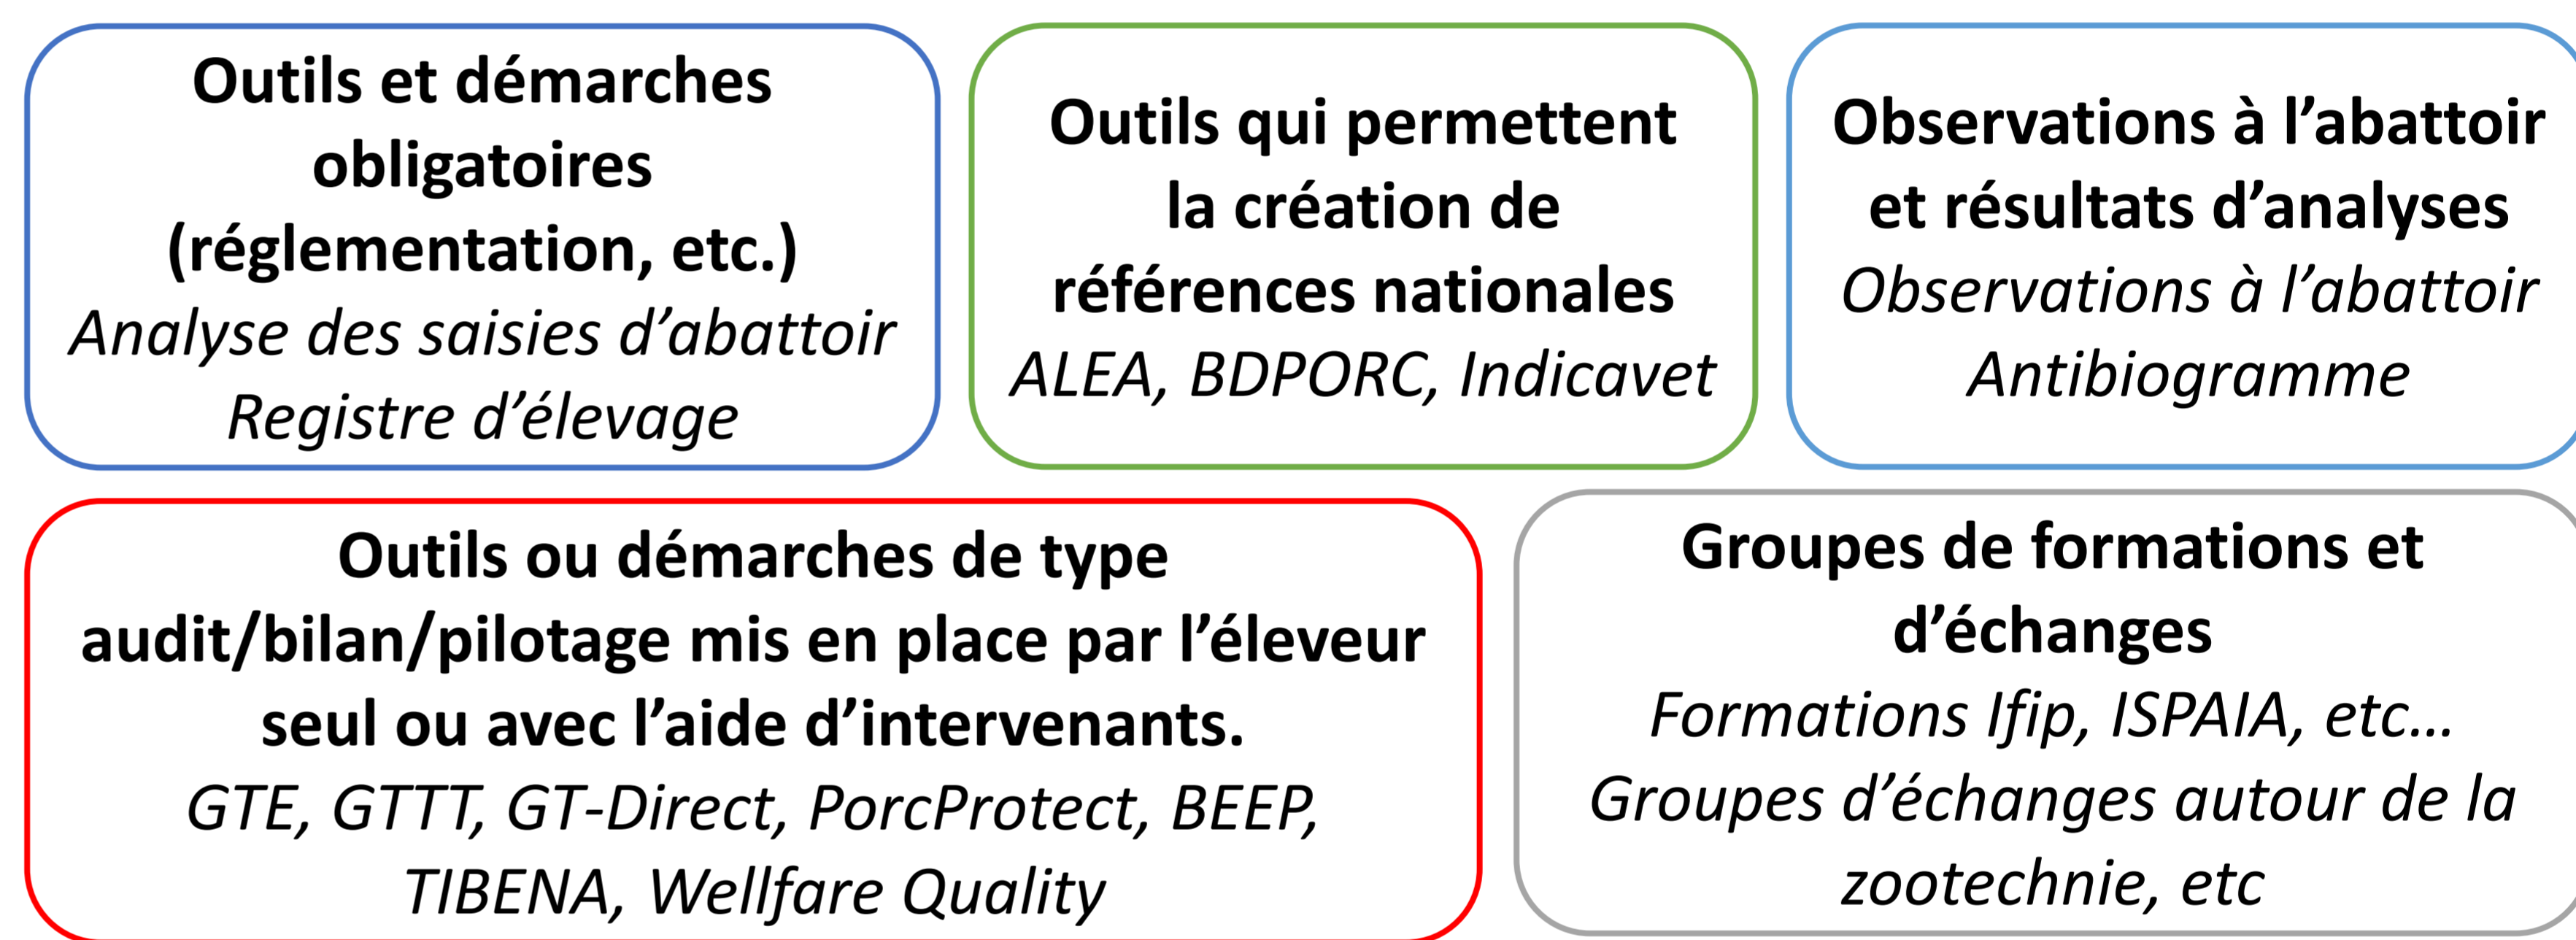 Outils et démarches
obligatoires
(réglementation, etc.)
Analyse des saisies d’abattoir
Registre d’élevage
Outils qui permettent
la création de
références nationales
ALEA, BDPORC, Indicavet
Observations à l’abattoir
et résultats d’analyses
Observations à l’abattoir
Antibiogramme
Outils ou démarches de type
audit/bilan/pilotage mis en place par l’éleveur
seul ou avec l’aide d’intervenants.
GTE, GTTT, GT-Direct, PorcProtect, BEEP,
TIBENA, Wellfare Quality
Groupes de formations et
d’échanges
Formations Ifip, ISPAIA, etc…
Groupes d’échanges autour de la
zootechnie, etc